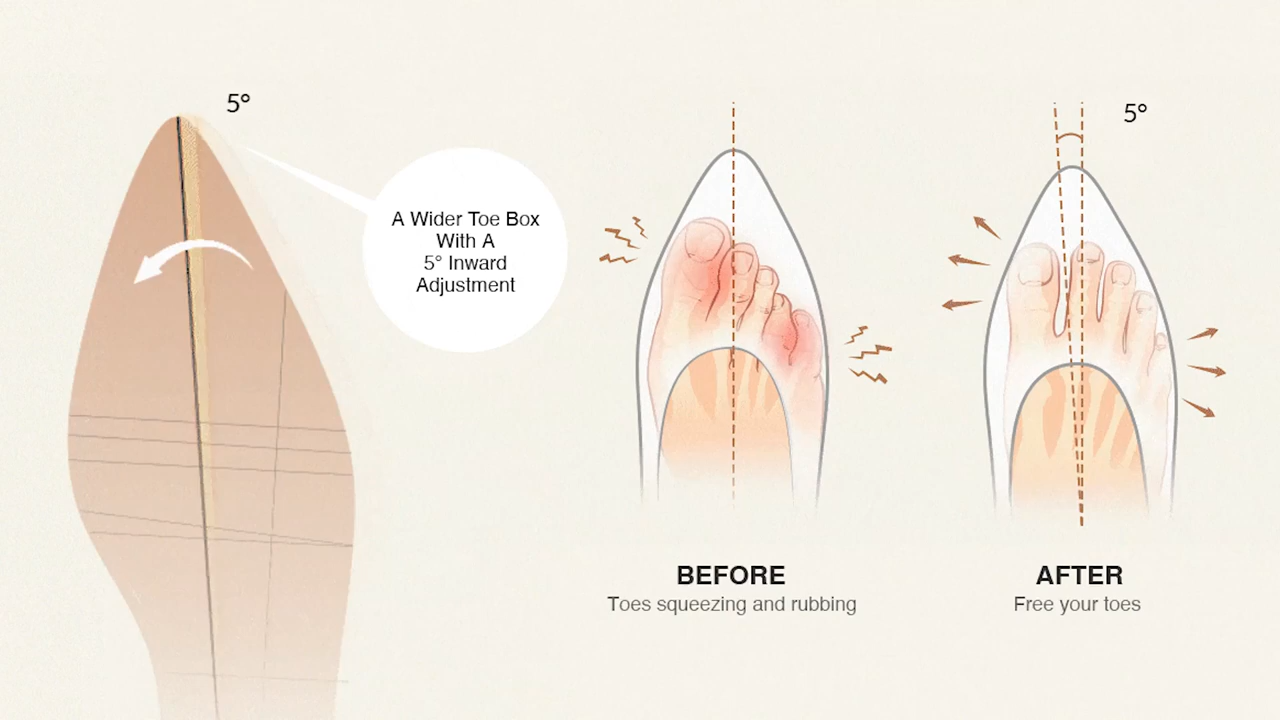 5°
A Wider Toe Box
With A
5° Inward
Adjustment
5°
BEFORE
Toes squeezing and rubbing
AFTER
Free your toes